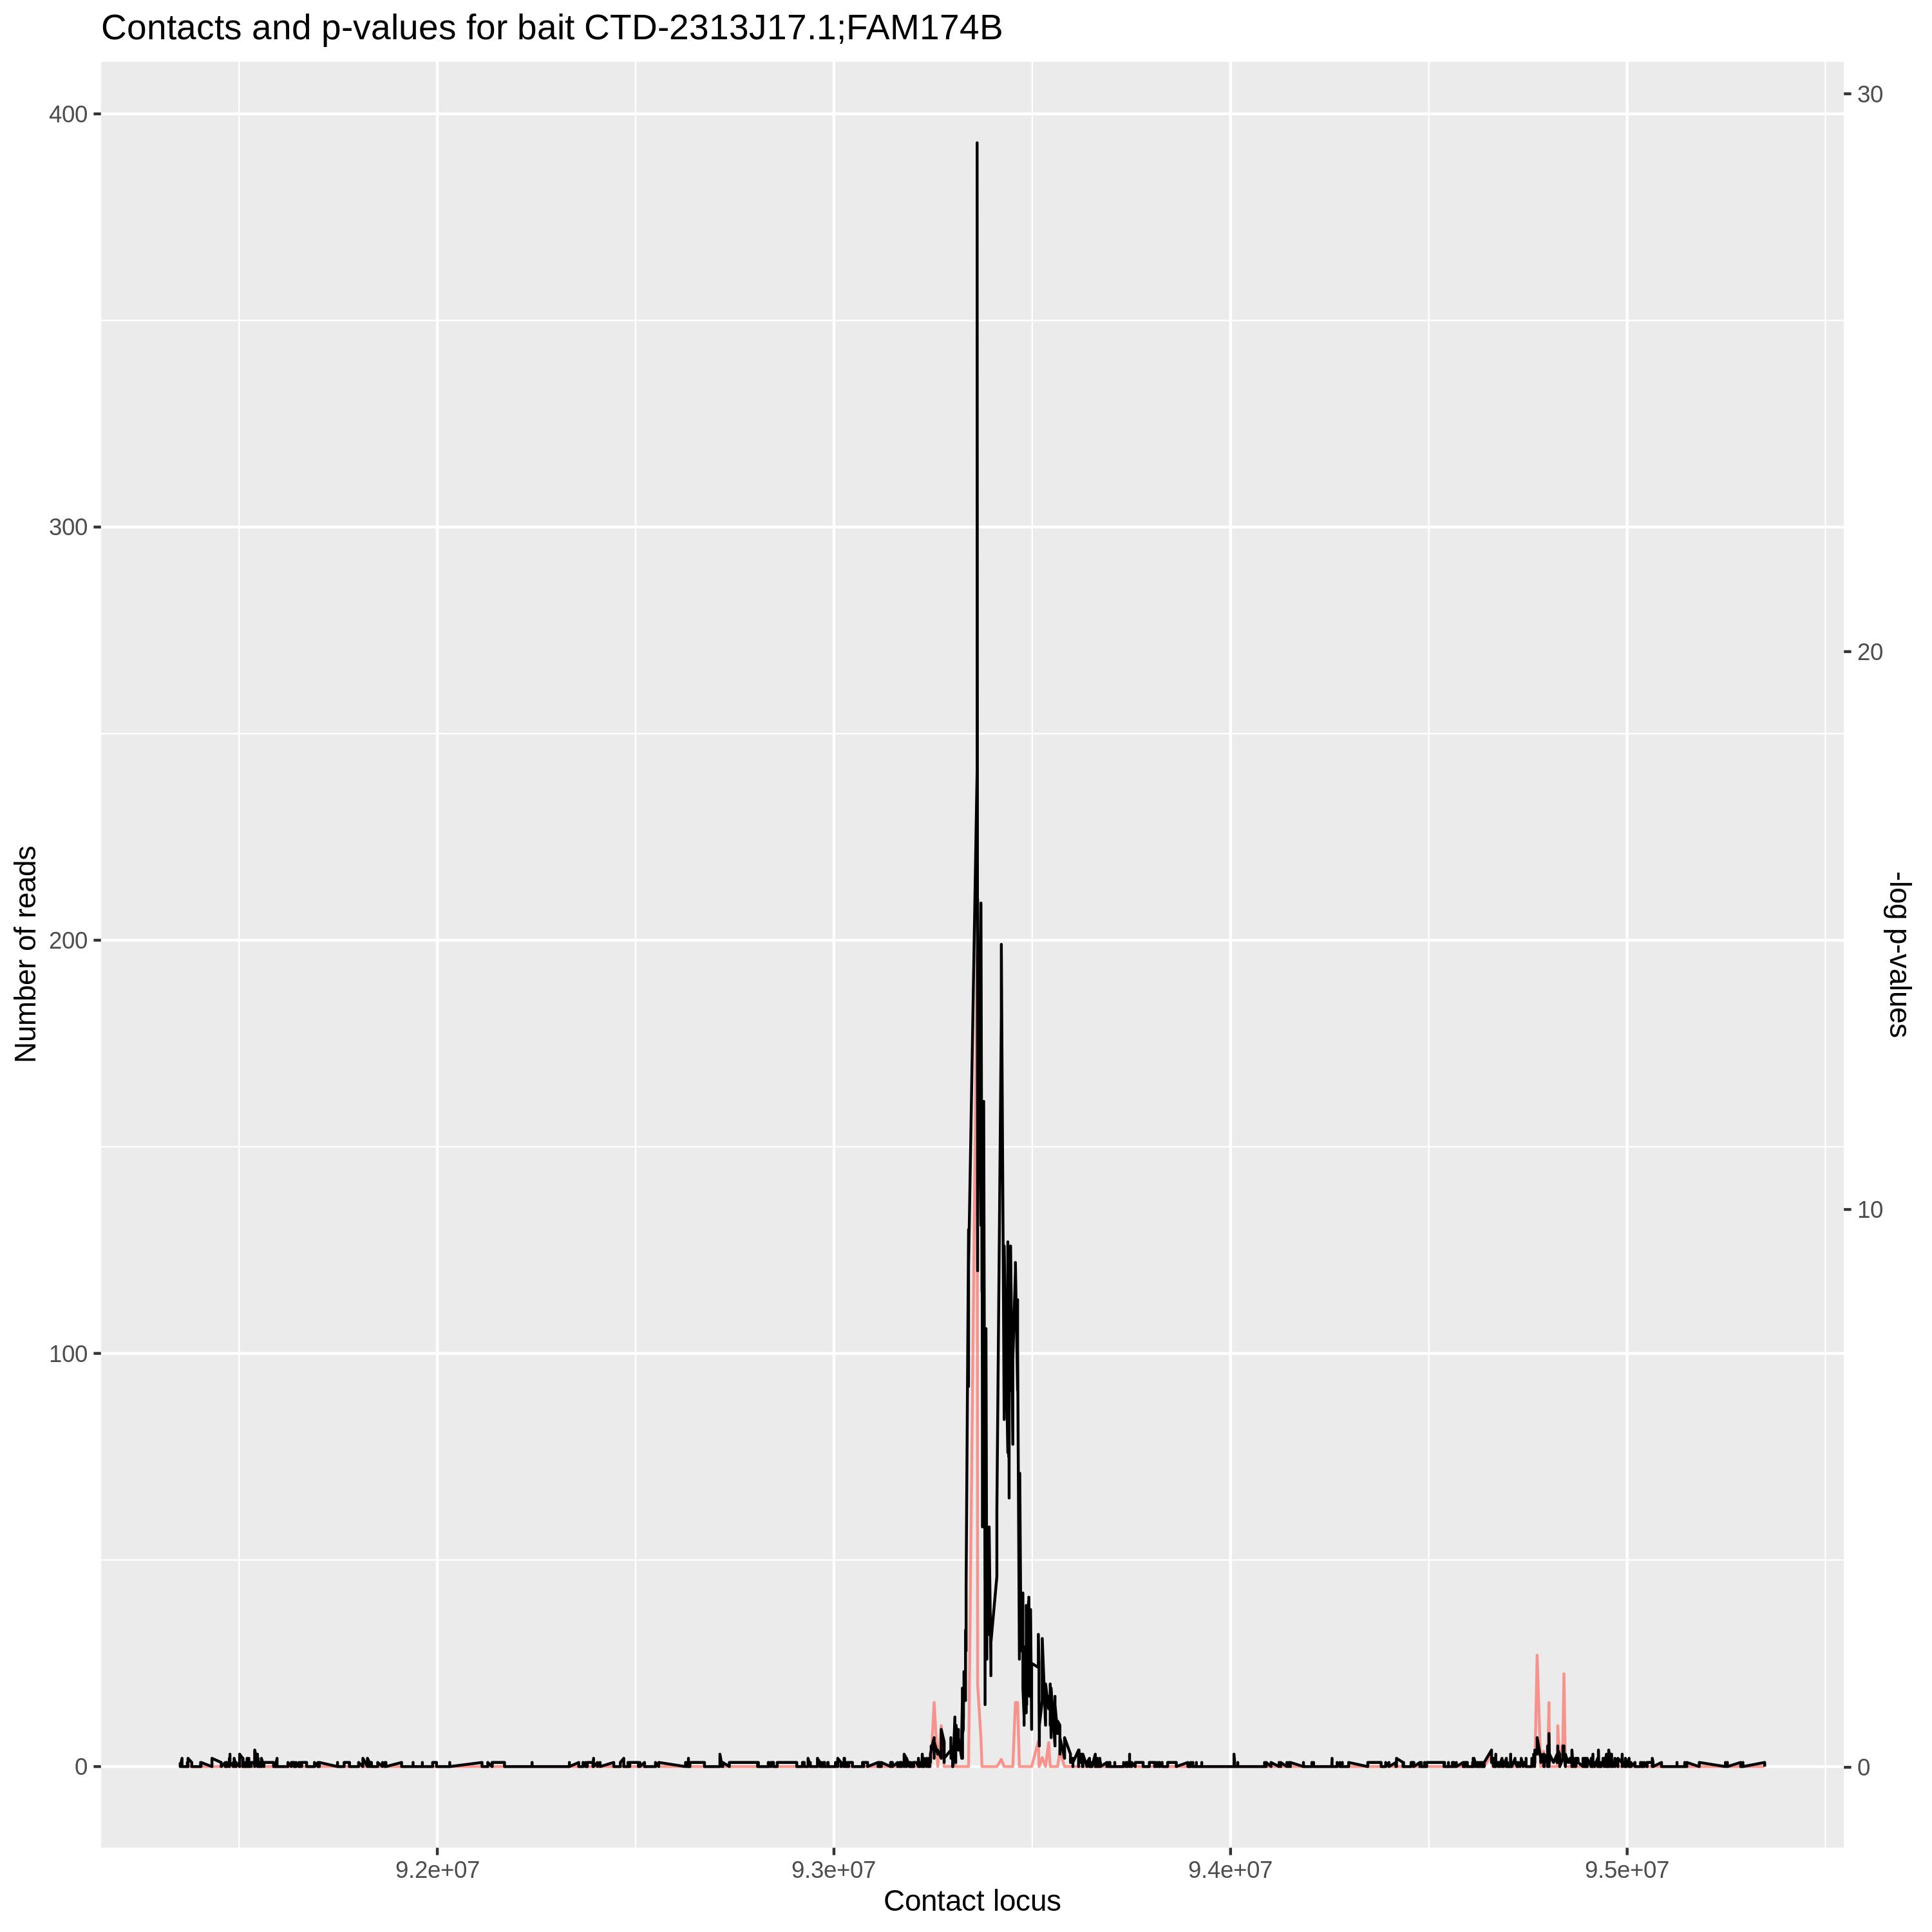 Contacts and p-values for bait CTD-2313J17.1;FAM174B
400
300
200
100
0
30
20
10
0
Number of reads
-log p-values
9.2e+07 9.3e+07 9.4e+07 9.5e+07
Contact locus